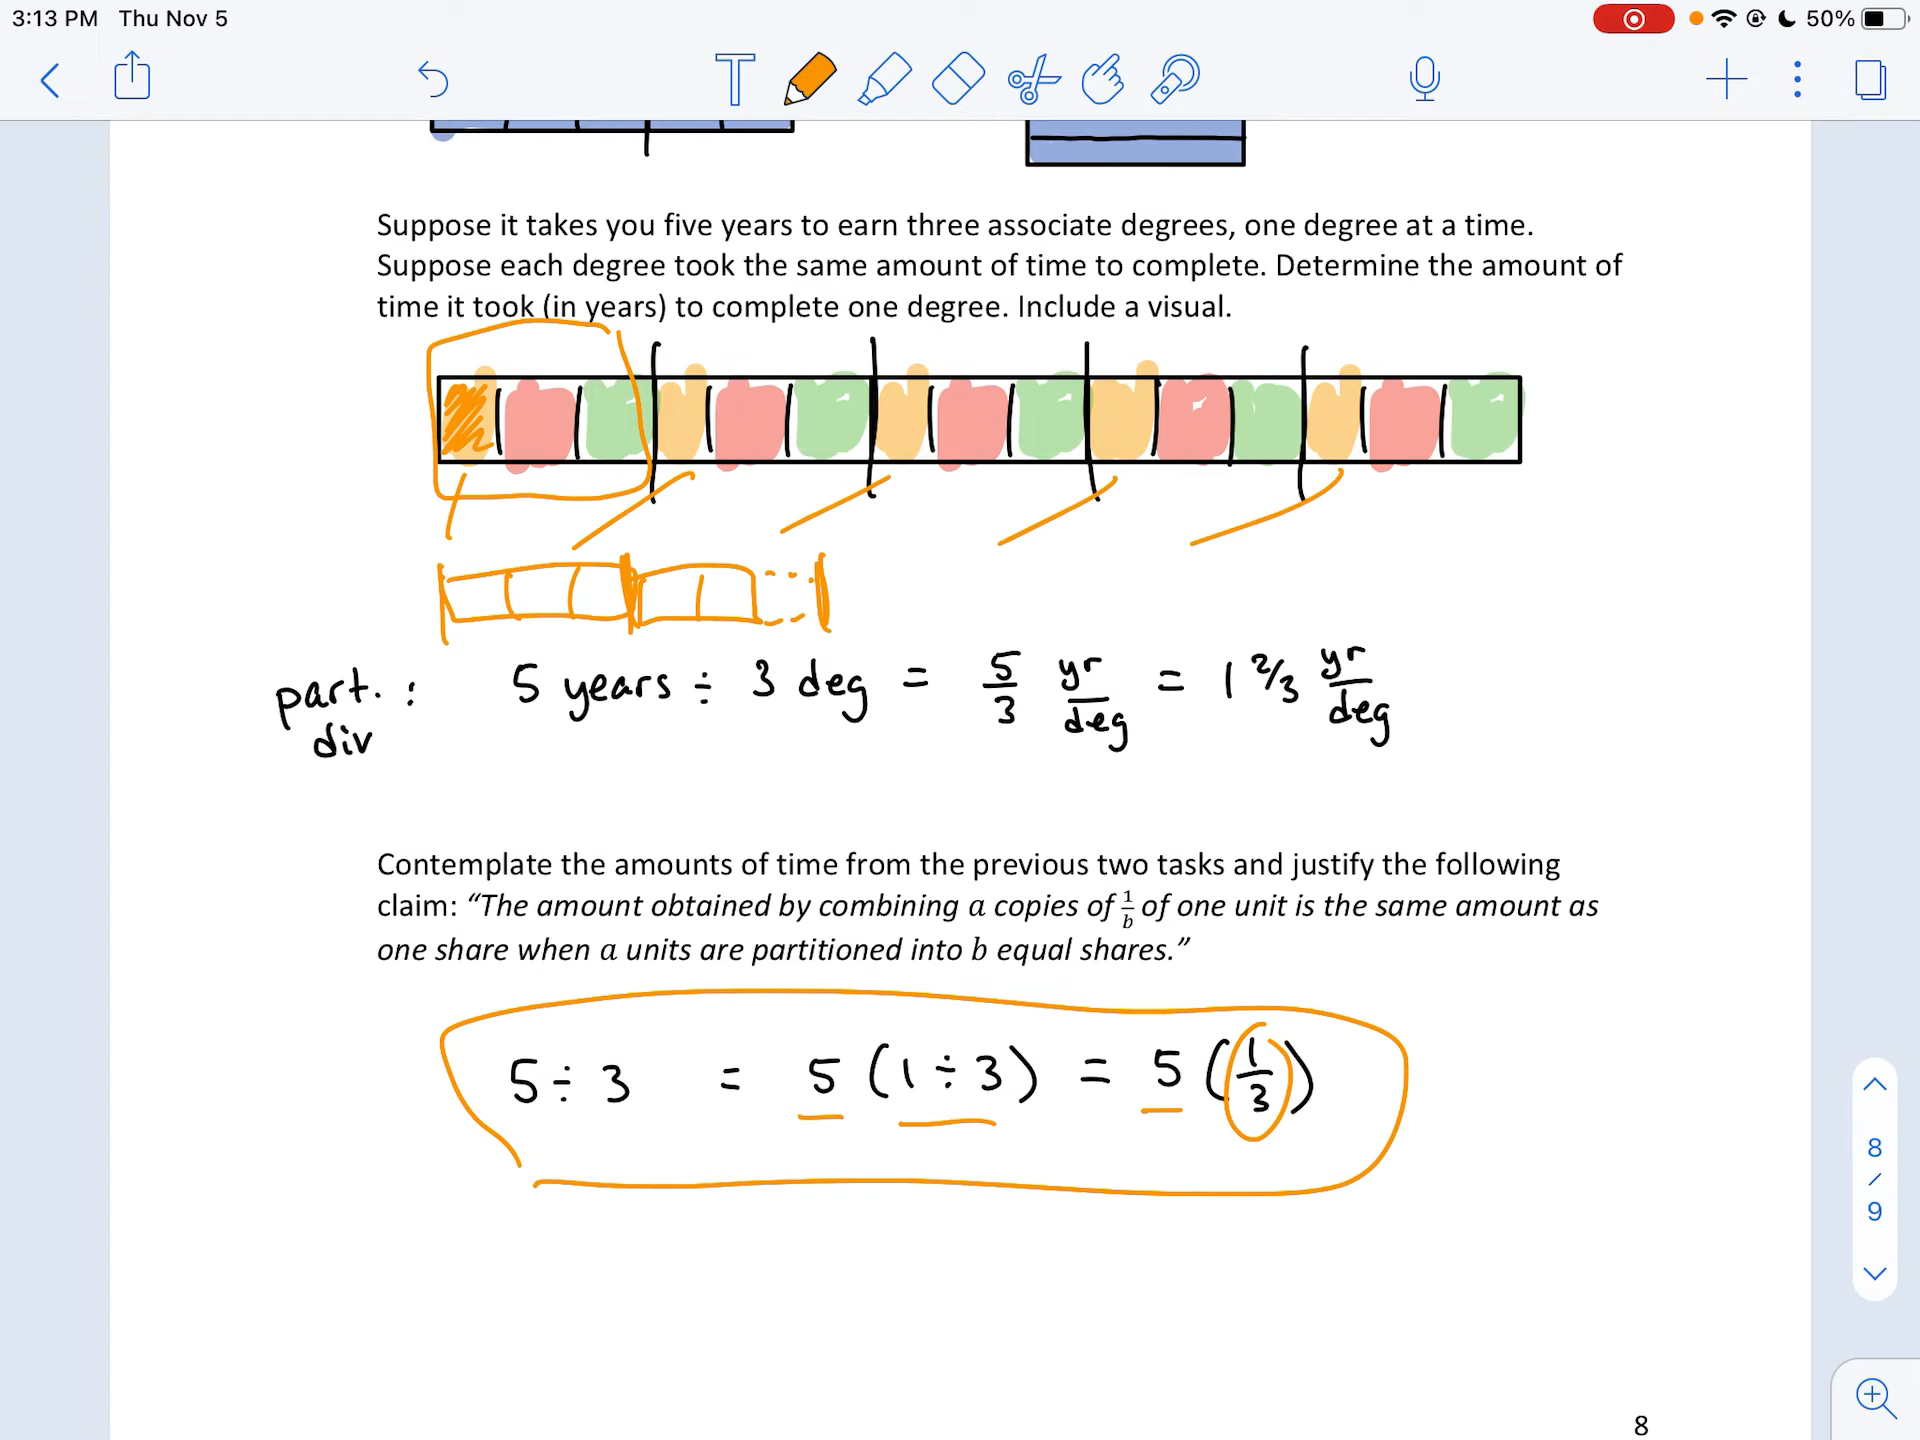 3:13 PM Thu Nov 5
50%
T
Suppose it takes you five years to earn three associate degrees, one degree at a time.
Suppose each degree took the same amount of time to complete. Determine the amount of
time it took (in years) to complete one degree. Include a visual.
part. : 5 years ÷ 3 deg = 5/3 yr/deg = 1 2/3 yr/deg
div
Contemplate the amounts of time from the previous two tasks and justify the following
claim: “The amount obtained by combining a copies of 1/b of one unit is the same amount as
one share when a units are partitioned into b equal shares.”
5 ÷ 3 = 5 (1 ÷ 3) = 5 (1/3)
8
/
9
8